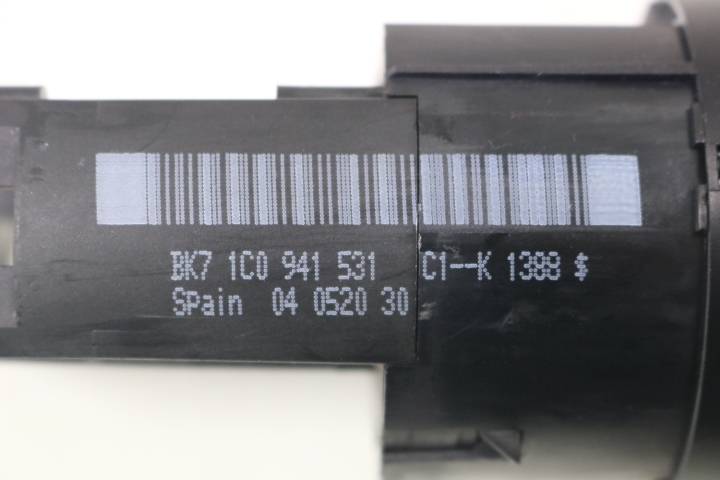 BK7 1C0 941 531 C1--K 1388 $
Spain 04 0520 30